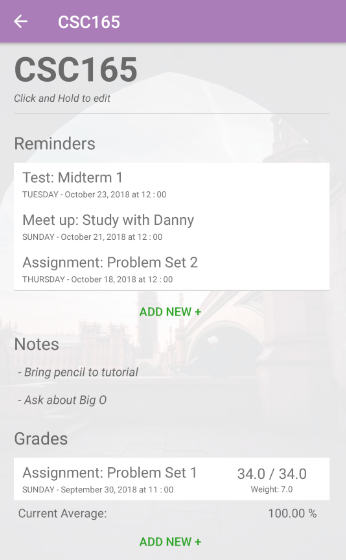 CSC165
CSC165
Click and Hold to edit
Reminders
Test: Midterm 1
TUESDAY - October 23, 2018 at 12 : 00
Meet up: Study with Danny
SUNDAY - October 21, 2018 at 12 : 00
Assignment: Problem Set 2
THURSDAY - October 18, 2018 at 12 : 00
ADD NEW +
Notes
- Bring pencil to tutorial
- Ask about Big O
Grades
Assignment: Problem Set 1 34.0 / 34.0
SUNDAY - September 30, 2018 at 11 : 00 Weight: 7.0
Current Average: 100.00 %
ADD NEW +